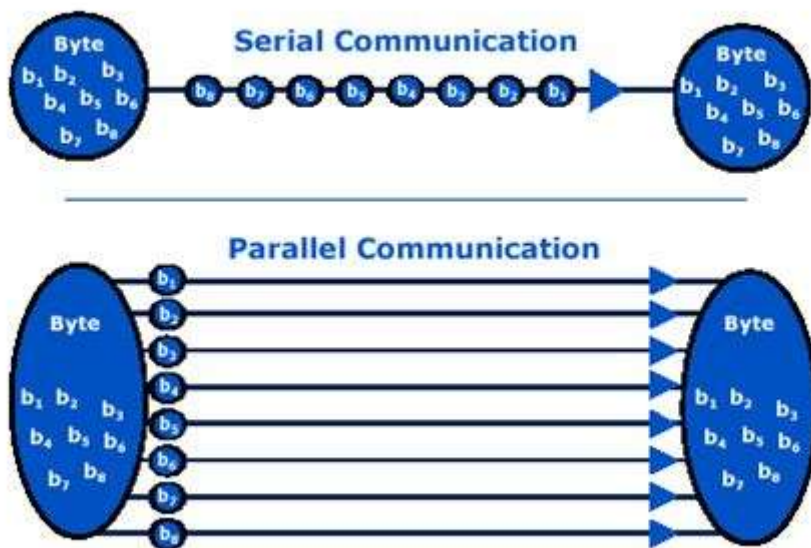 Serial Communication
Byte
b₁ b₂ b₃
b₄ b₅ b₆
b₇ b₈
b₈ b₇ b₆ b₅ b₄ b₃ b₂ b₁
Byte
b₁ b₂ b₃
b₄ b₅ b₆
b₇ b₈
Parallel Communication
Byte
b₁ b₂ b₃
b₄ b₅ b₆
b₇ b₈
b₁
b₂
b₃
b₄
b₅
b₆
b₇
b₈
Byte
b₁ b₂ b₃
b₄ b₅ b₆
b₇ b₈